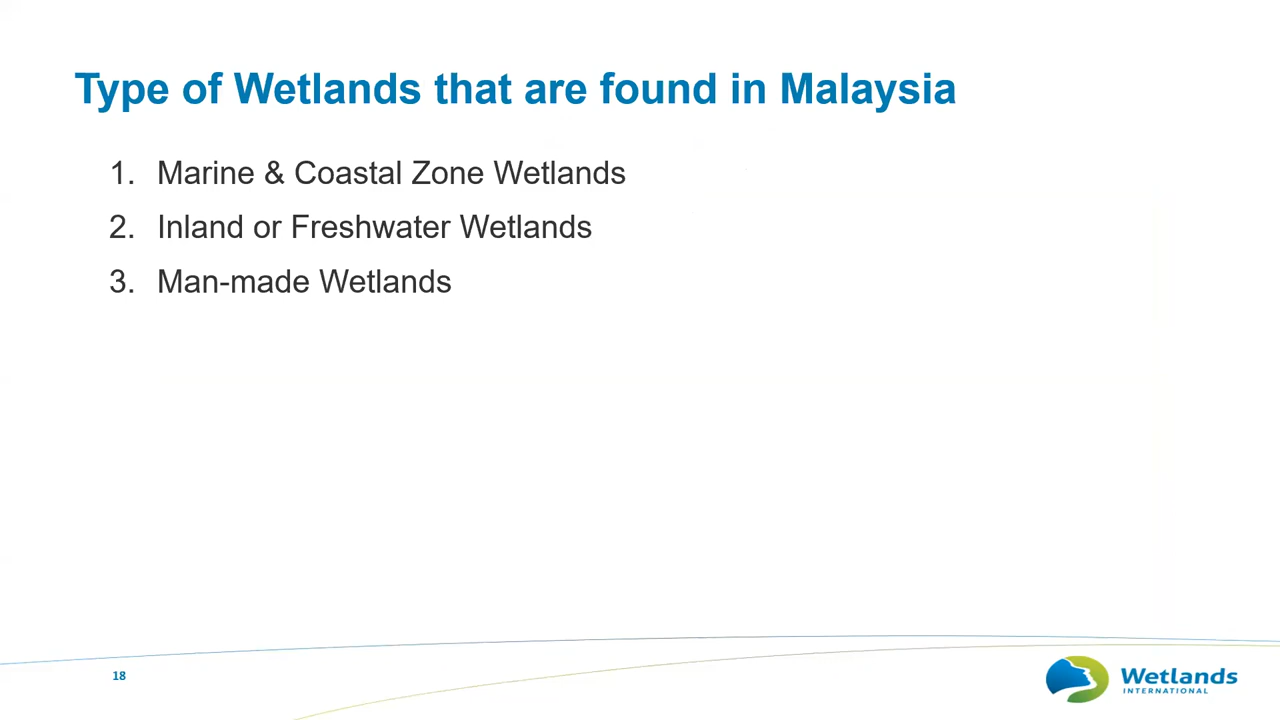 Type of Wetlands that are found in Malaysia
1. Marine & Coastal Zone Wetlands
2. Inland or Freshwater Wetlands
3. Man-made Wetlands
18
Wetlands
INTERNATIONAL